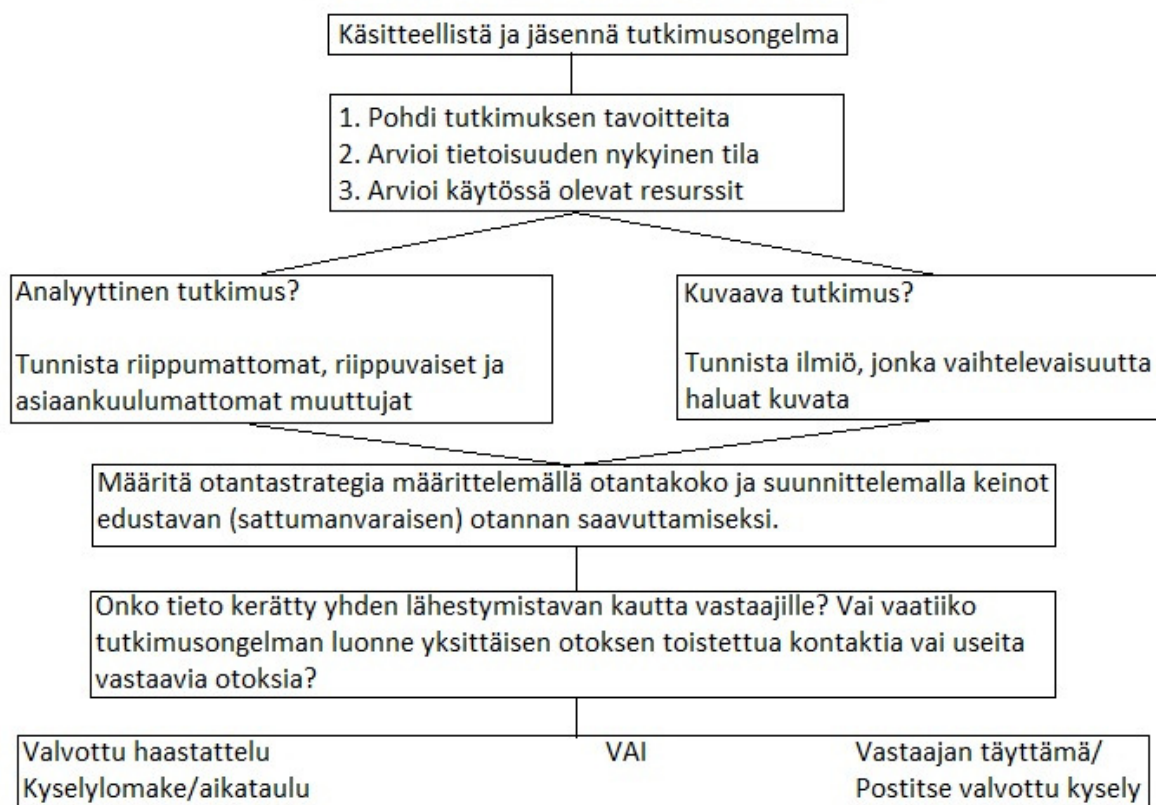 Käsitteellistä ja jäsennä tutkimusongelma
1. Pohdi tutkimuksen tavoitteita
2. Arvioi tietoisuuden nykyinen tila
3. Arvioi käytössä olevat resurssit
Analyyttinen tutkimus?
Tunnista riippumattomat, riippuvaiset ja
asiaankuulumattomat muuttujat
Kuvaava tutkimus?
Tunnista ilmiö, jonka vaihtelevaisuutta
haluat kuvata
Määritä otantastrategia määrittelemällä otantakoko ja suunnittelemalla keinot
edustavan (sattumanvaraisen) otannan saavuttamiseksi.
Onko tieto kerätty yhden lähestymistavan kautta vastaajille? Vai vaatiiko
tutkimusongelman luonne yksittäisen otoksen toistettua kontaktia vai useita
vastaavia otoksia?
Valvottu haastattelu
Kyselylomake/aikataulu
VAI
Vastaajan täyttämä/
Postitse valvottu kysely